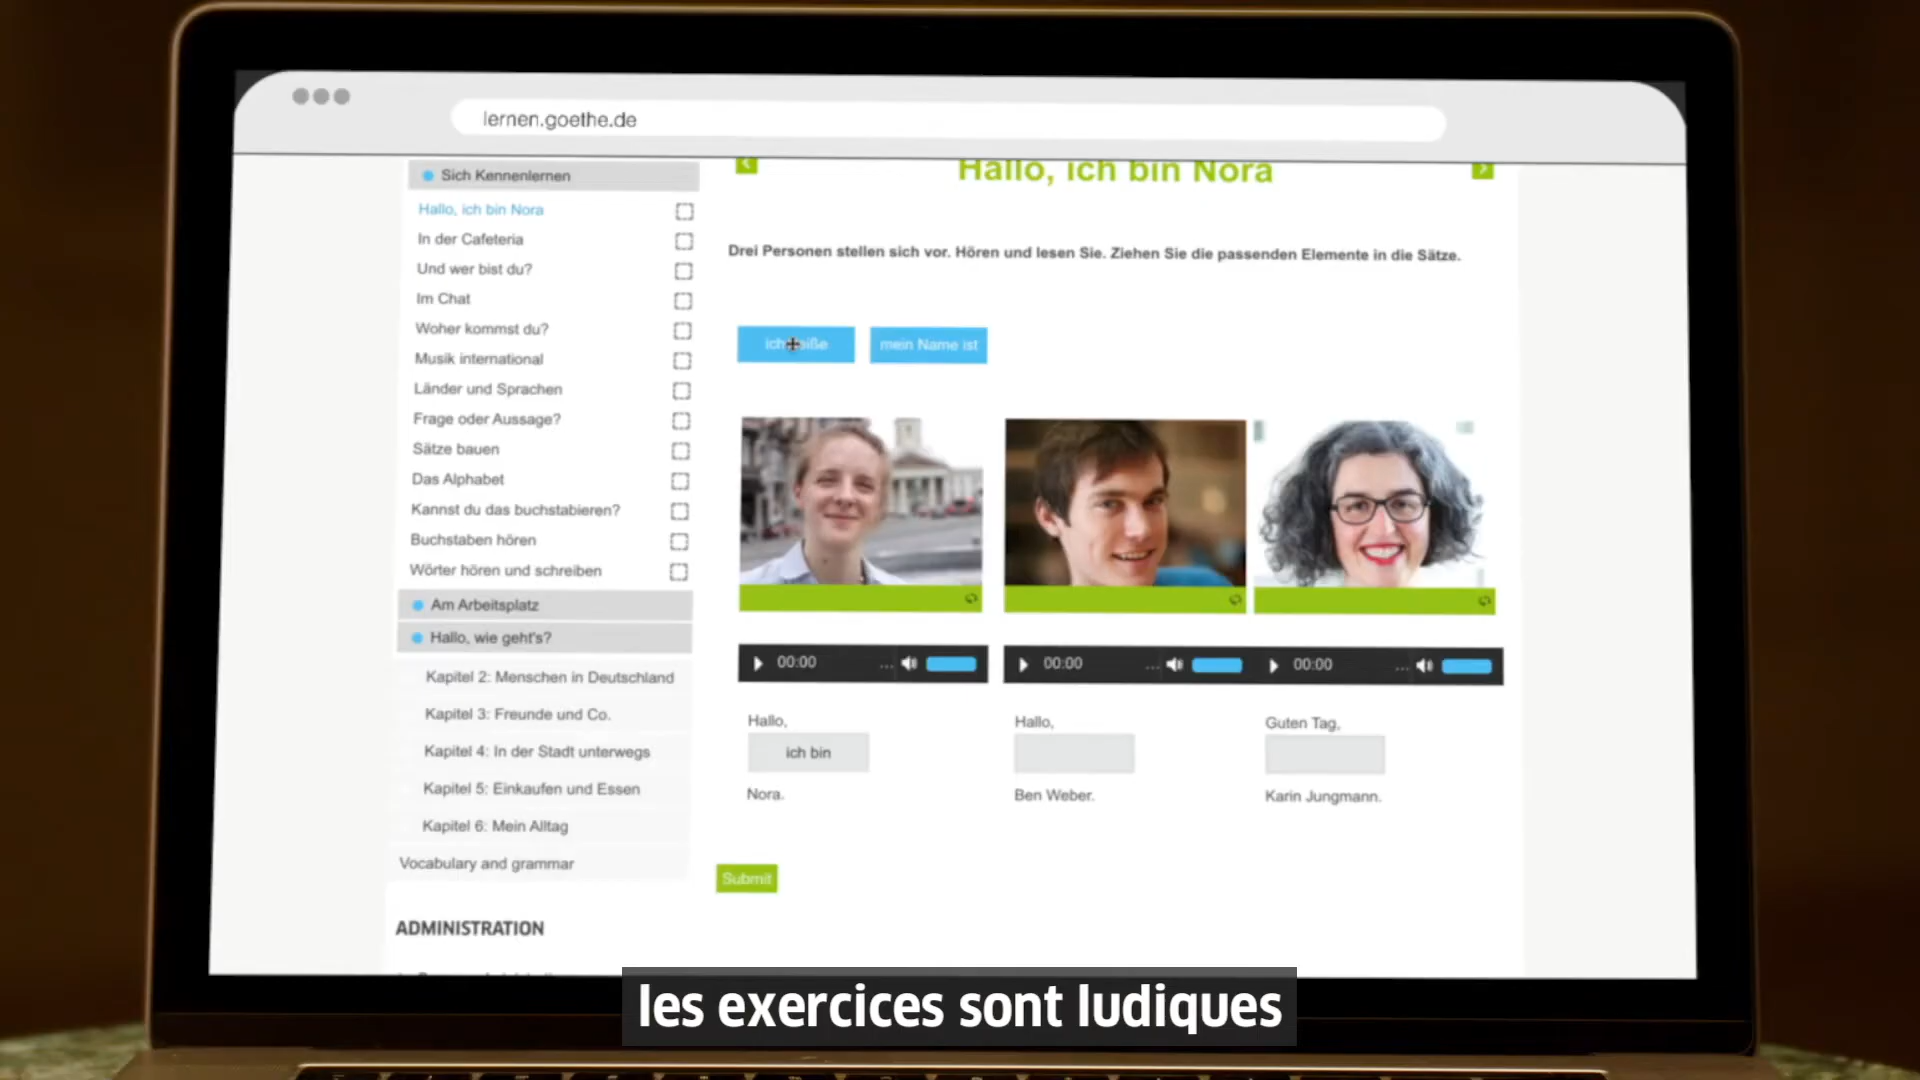 lernen.goethe.de
Sich Kennenlernen
Hallo, ich bin Nora
In der Cafeteria
Und wer bist du?
Im Chat
Woher kommst du?
Musik international
Länder und Sprachen
Frage oder Aussage?
Sätze bauen
Das Alphabet
Kannst du das buchstabieren?
Buchstaben hören
Wörter hören und schreiben
Am Arbeitsplatz
Hallo, wie geht's?
Kapitel 2: Menschen in Deutschland
Kapitel 3: Freunde und Co.
Kapitel 4: In der Stadt unterwegs
Kapitel 5: Einkaufen und Essen
Kapitel 6: Mein Alltag
Vocabulary and grammar
ADMINISTRATION
Hallo, ich bin Nora
Drei Personen stellen sich vor. Hören und lesen Sie. Ziehen Sie die passenden Elemente in die Sätze.
ich heiße
mein Name ist
00:00 ...
00:00 ...
00:00 ...
Hallo,
ich bin
Nora.
Hallo,
Ben Weber.
Guten Tag,
Karin Jungmann.
Submit
les exercices sont ludiques